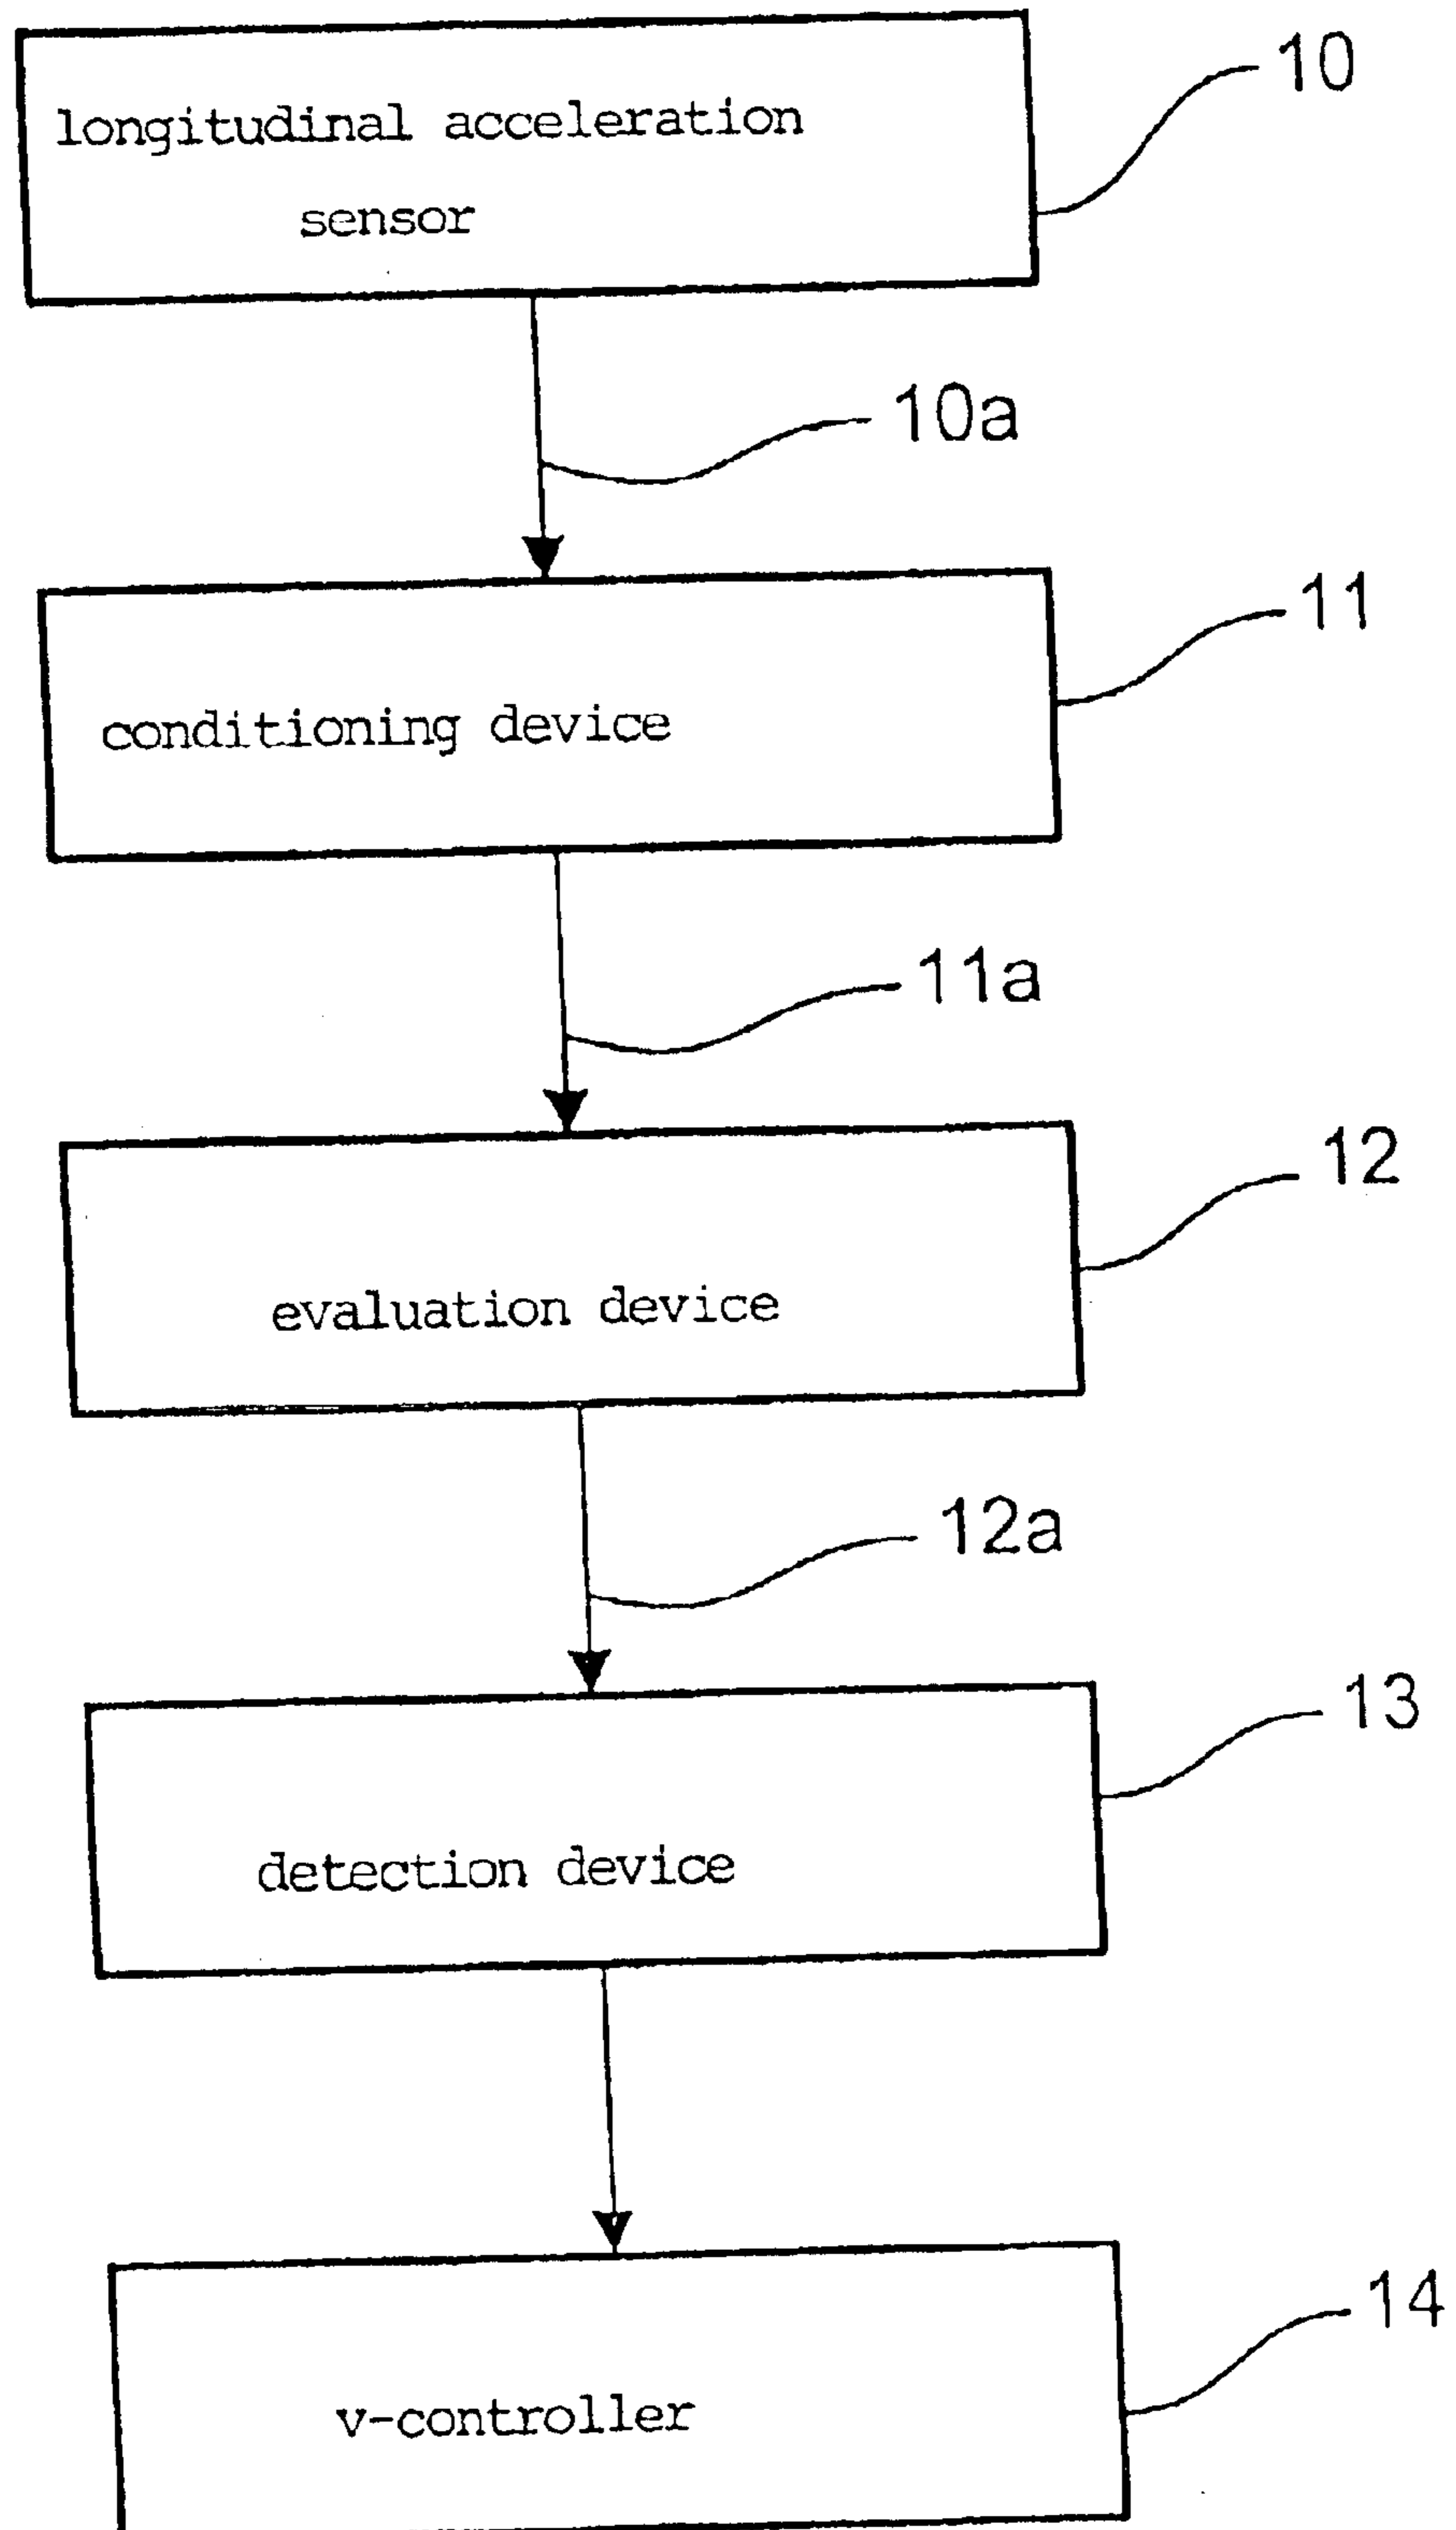 10
longitudinal acceleration
sensor
10a
11
conditioning device
11a
12
evaluation device
12a
13
detection device
14
v-controller